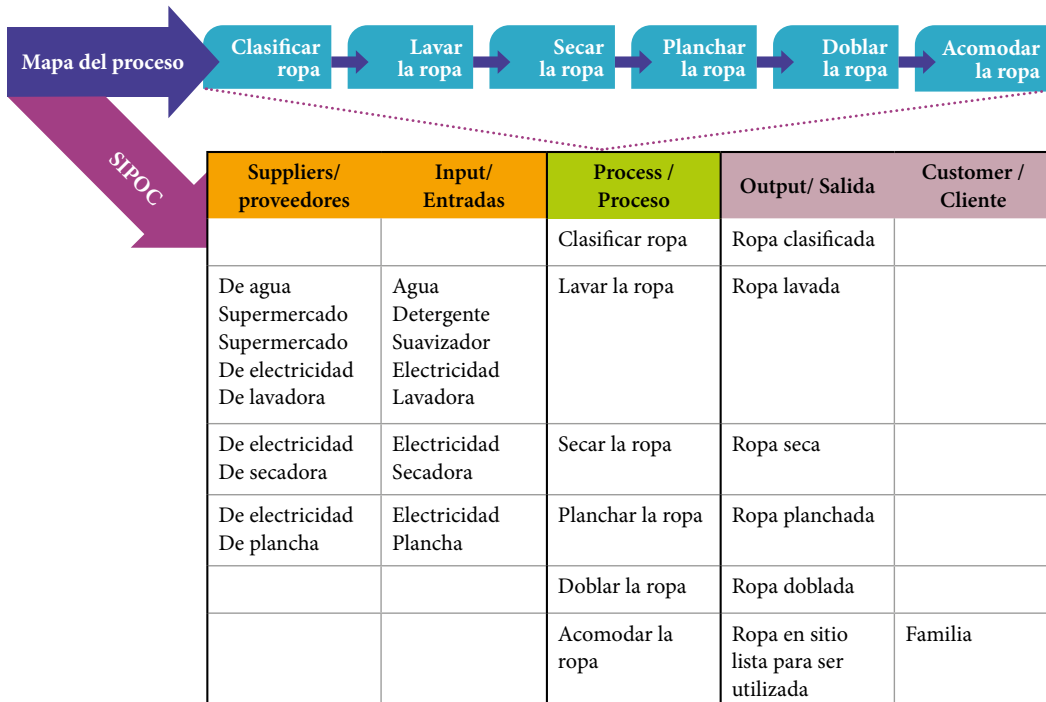 Mapa del proceso
Clasificar
ropa
Lavar
la ropa
Secar
la ropa
Planchar
la ropa
Doblar
la ropa
Acomodar
la ropa
SIPOC
Suppliers/
proveedores
Input/
Entradas
Process /
Proceso
Output/ Salida
Customer /
Cliente
Clasificar ropa
Ropa clasificada
De agua
Supermercado
Supermercado
De electricidad
De lavadora
Agua
Detergente
Suavizador
Electricidad
Lavadora
Lavar la ropa
Ropa lavada
De electricidad
De secadora
Electricidad
Secadora
Secar la ropa
Ropa seca
De electricidad
De plancha
Electricidad
Plancha
Planchar la ropa
Ropa planchada
Doblar la ropa
Ropa doblada
Acomodar la
ropa
Ropa en sitio
lista para ser
utilizada
Familia